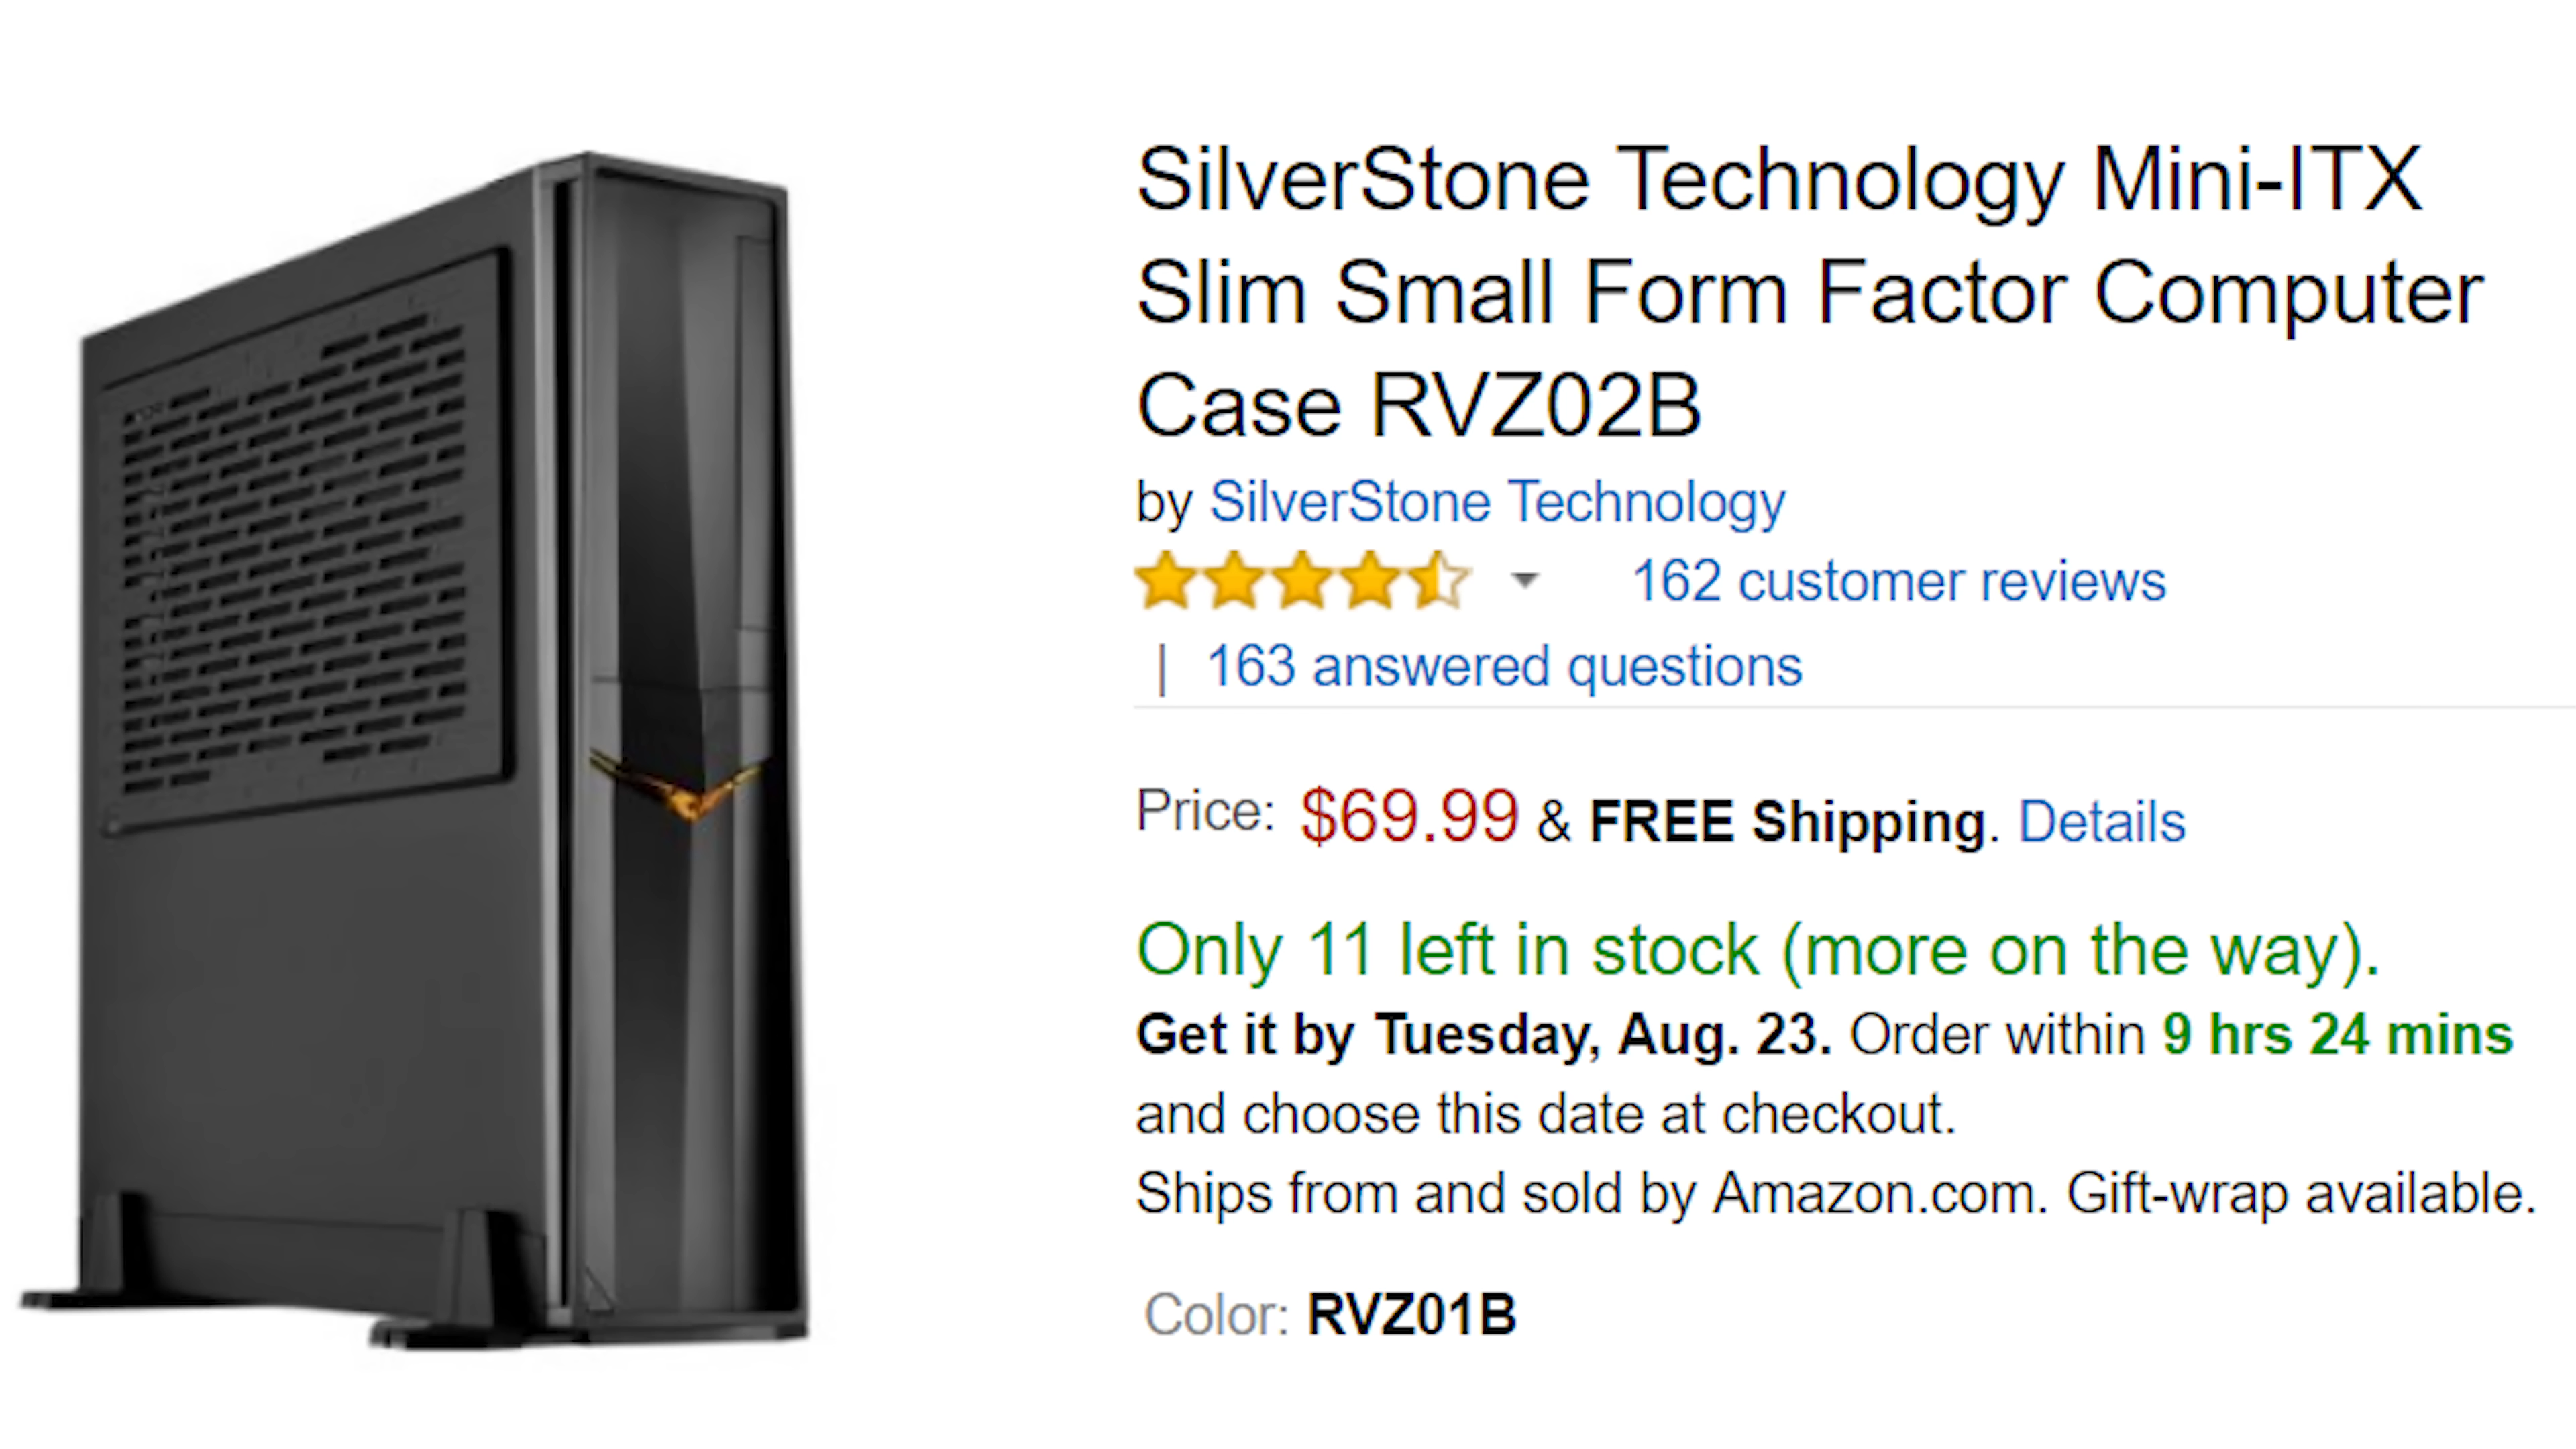 SilverStone Technology Mini-ITX
Slim Small Form Factor Computer
Case RVZ02B
by SilverStone Technology
162 customer reviews
| 163 answered questions
Price: $69.99 & FREE Shipping. Details
Only 11 left in stock (more on the way).
Get it by Tuesday, Aug. 23. Order within 9 hrs 24 mins
and choose this date at checkout.
Ships from and sold by Amazon.com. Gift-wrap available.
Color: RVZ01B